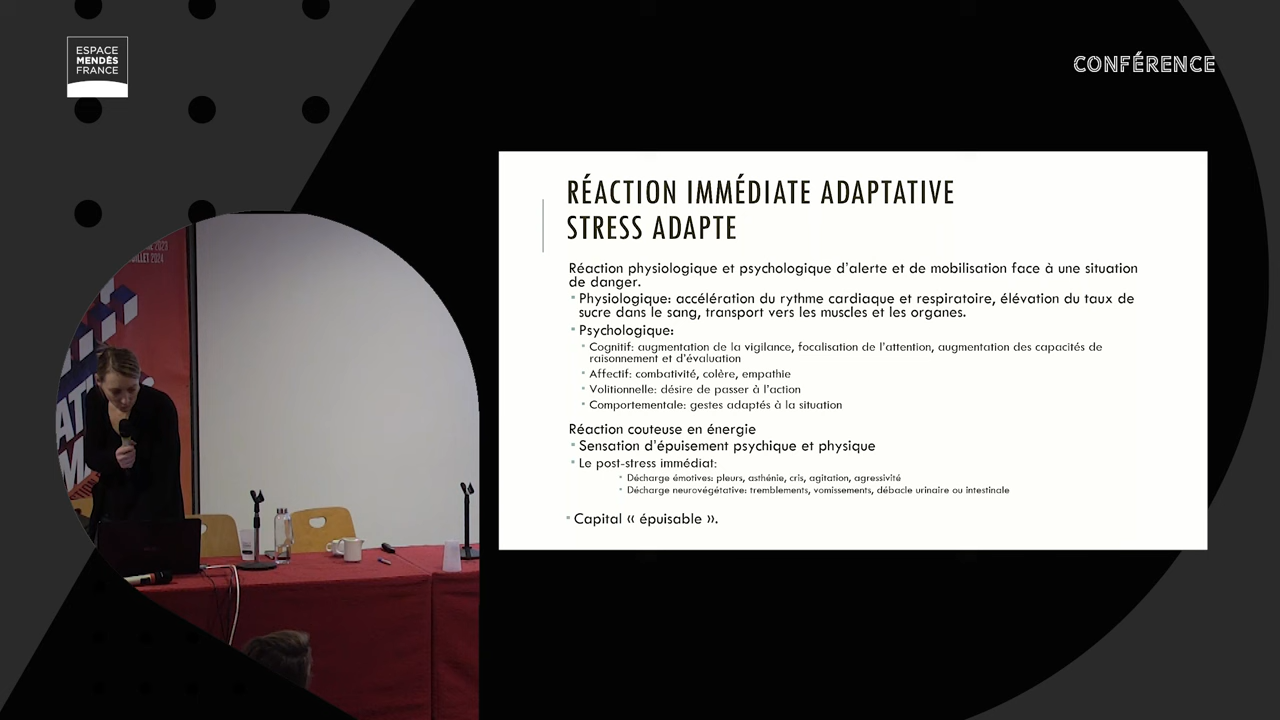 ESPACE
MENDÈS
FRANCE
CONFÉRENCE
RÉACTION IMMÉDIATE ADAPTATIVE
STRESS ADAPTE
Réaction physiologique et psychologique d'alerte et de mobilisation face à une situation
de danger.
Physiologique: accélération du rythme cardiaque et respiratoire, élévation du taux de
sucre dans le sang, transport vers les muscles et les organes.
Psychologique:
Cognitif: augmentation de la vigilance, focalisation de l'attention, augmentation des capacités de
raisonnement et d'évaluation
Affectif: combativité, colère, empathie
Volitionnelle: désire de passer à l'action
Comportementale: gestes adaptés à la situation
Réaction couteuse en énergie
Sensation d'épuisement psychique et physique
Le post-stress immédiat:
Décharge émotives: pleurs, asthénie, cris, agitation, agressivité
Décharge neurovégétative: tremblements, vomissements, débacle urinaire ou intestinale
Capital « épuisable ».